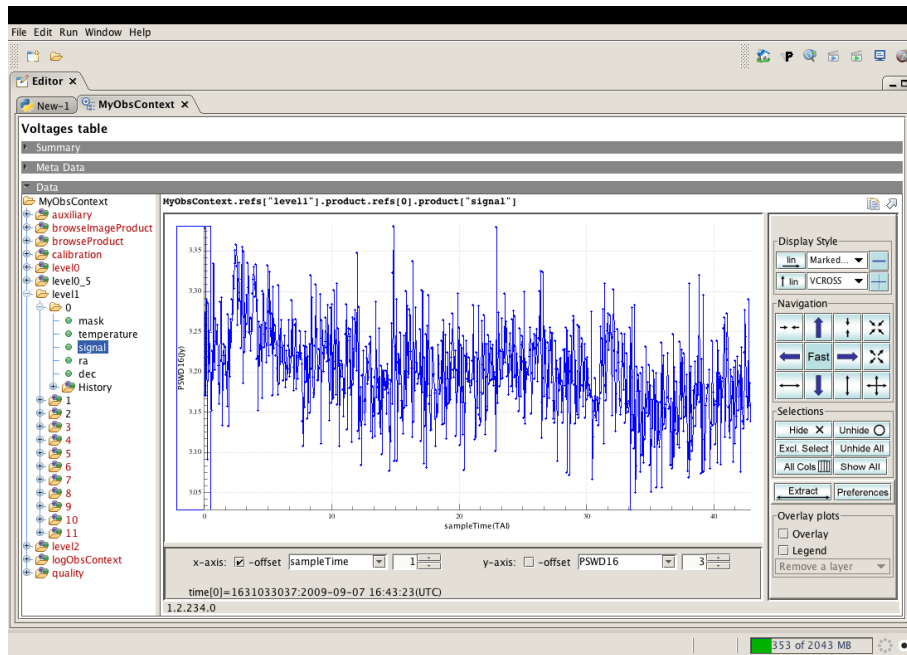 File Edit Run Window Help
Editor ×
New-1 MyObsContext ×
Voltages table
Summary
Meta Data
Data
MyObsContext
auxiliary
browseImageProduct
browseProduct
calibration
level0
level0_5
level1
0
mask
temperature
signal
ra
dec
History
1
2
3
4
5
6
7
8
9
10
11
level2
logObsContext
quality
MyObsContext.refs["level1"].product.refs[0].product["signal"]
PSWD16(Jy)
3.35
3.30
3.25
3.20
3.15
3.10
3.05
0 10 20 30 40
sampleTime(TAI)
Display Style
lin Marked...
lin VCROSS
Navigation
Fast
Selections
Hide × Unhide
Excl. Select Unhide All
All Cols Show All
Extract Preferences
Overlay plots
Overlay
Legend
Remove a layer
x-axis: -offset sampleTime 1 y-axis: -offset PSWD16 3
time[0]=1631033037:2009-09-07 16:43:23(UTC)
1.2.234.0
353 of 2043 MB